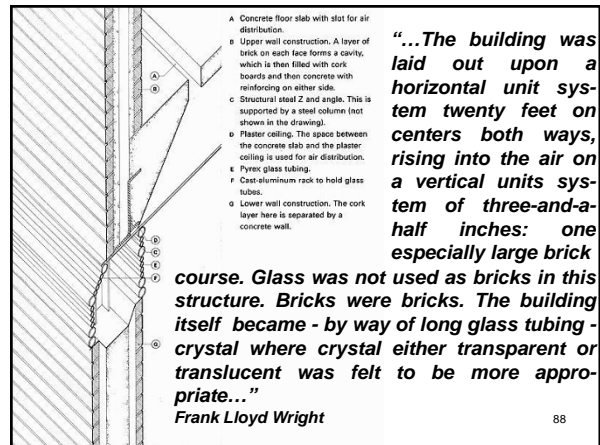 A Concrete floor slab with slot for air
distribution.
B Upper wall construction. A layer of
brick on each face forms a cavity,
which is then filled with cork
boards and then concrete with
reinforcing on either side.
C Structural steel Z and angle. This is
supported by a steel column (not
shown in the drawing).
D Plaster ceiling. The space between
the concrete slab and the plaster
ceiling is used for air distribution.
E Pyrex glass tubing.
F Cast-aluminum rack to hold glass
tubes.
G Lower wall construction. The cork
layer here is separated by a
concrete wall.
A
B
D
C
E
F
G
“…The building was
laid out upon a
horizontal unit sys-
tem twenty feet on
centers both ways,
rising into the air on
a vertical units sys-
tem of three-and-a-
half inches: one
especially large brick
course. Glass was not used as bricks in this
structure. Bricks were bricks. The building
itself became - by way of long glass tubing -
crystal where crystal either transparent or
translucent was felt to be more appro-
priate…”
Frank Lloyd Wright
88